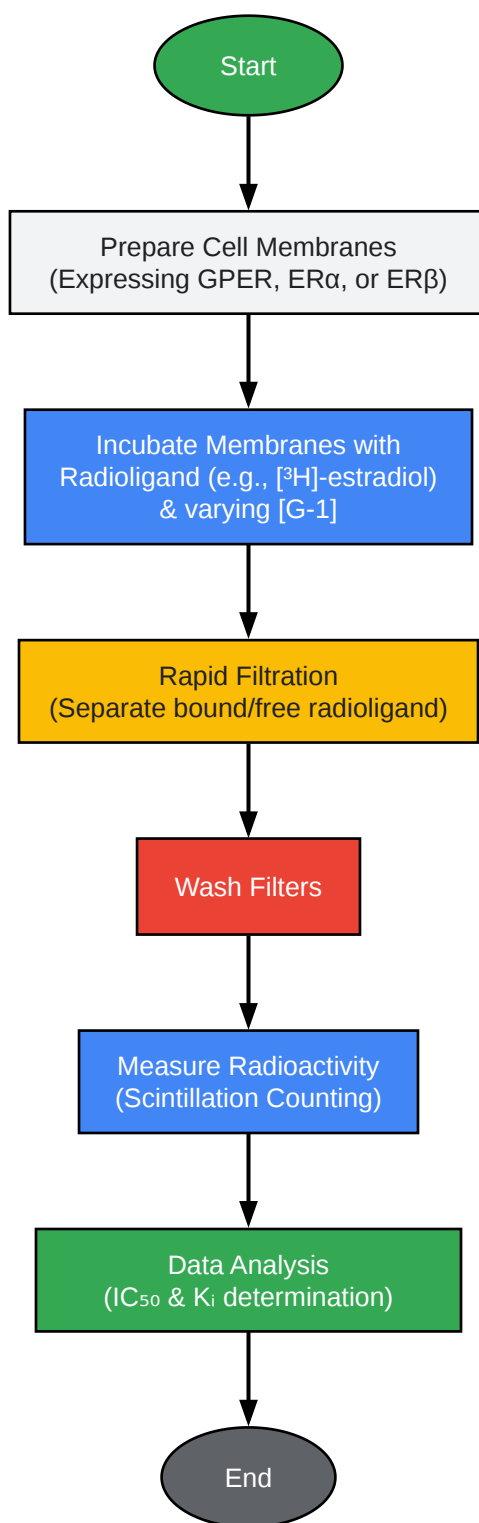 Start
Prepare Cell Membranes
(Expressing GPER, ERα, or ERβ)
Incubate Membranes with
Radioligand (e.g., [³H]-estradiol)
& varying [G-1]
Rapid Filtration
(Separate bound/free radioligand)
Wash Filters
Measure Radioactivity
(Scintillation Counting)
Data Analysis
(IC₅₀ & Kᵢ determination)
End